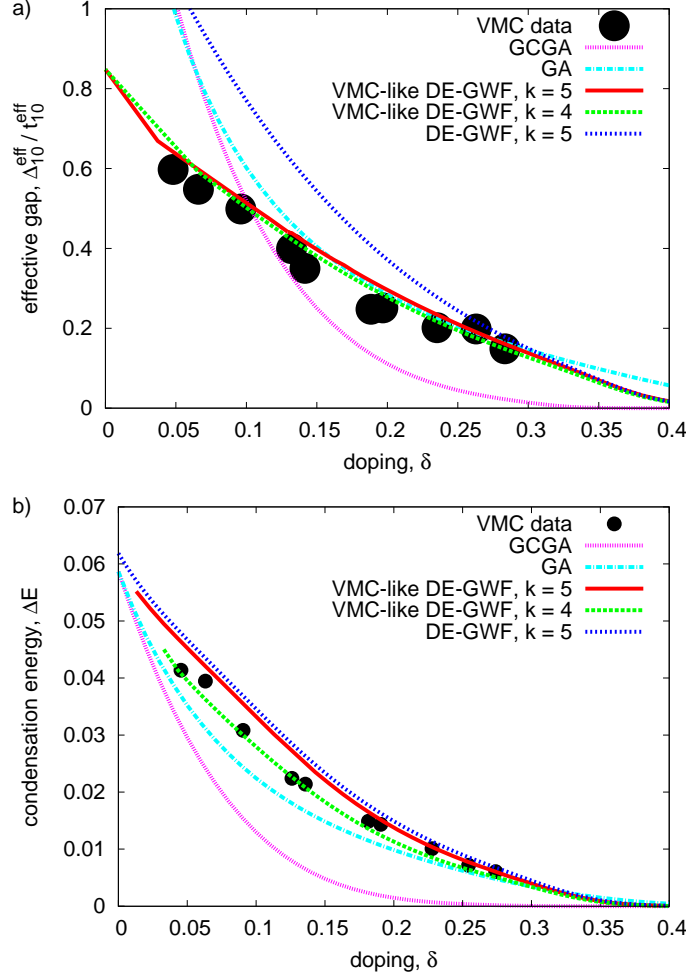 a)
1
0.8
0.6
0.4
0.2
0
0
0.05
0.1
0.15
0.2
0.25
0.3
0.35
0.4
effective gap, Δ₁₀^eff / t₁₀^eff
doping, δ
VMC data
GCGA
GA
VMC-like DE-GWF, k = 5
VMC-like DE-GWF, k = 4
DE-GWF, k = 5
b)
0.07
0.06
0.05
0.04
0.03
0.02
0.01
0
0
0.05
0.1
0.15
0.2
0.25
0.3
0.35
0.4
condensation energy, ΔE
doping, δ
VMC data
GCGA
GA
VMC-like DE-GWF, k = 5
VMC-like DE-GWF, k = 4
DE-GWF, k = 5